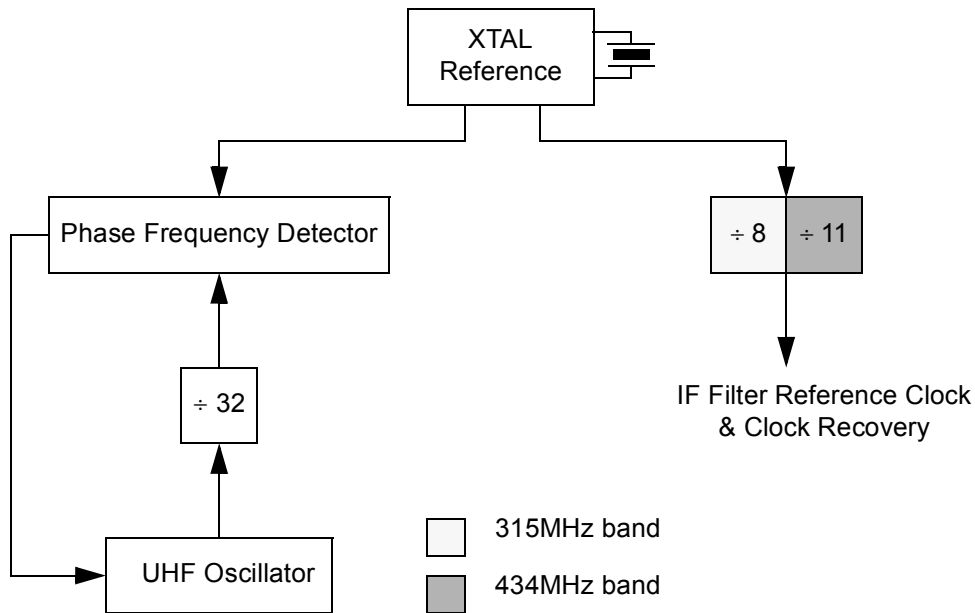 XTAL
Reference
Phase Frequency Detector
÷ 8
÷ 11
÷ 32
IF Filter Reference Clock
& Clock Recovery
315MHz band
UHF Oscillator
434MHz band